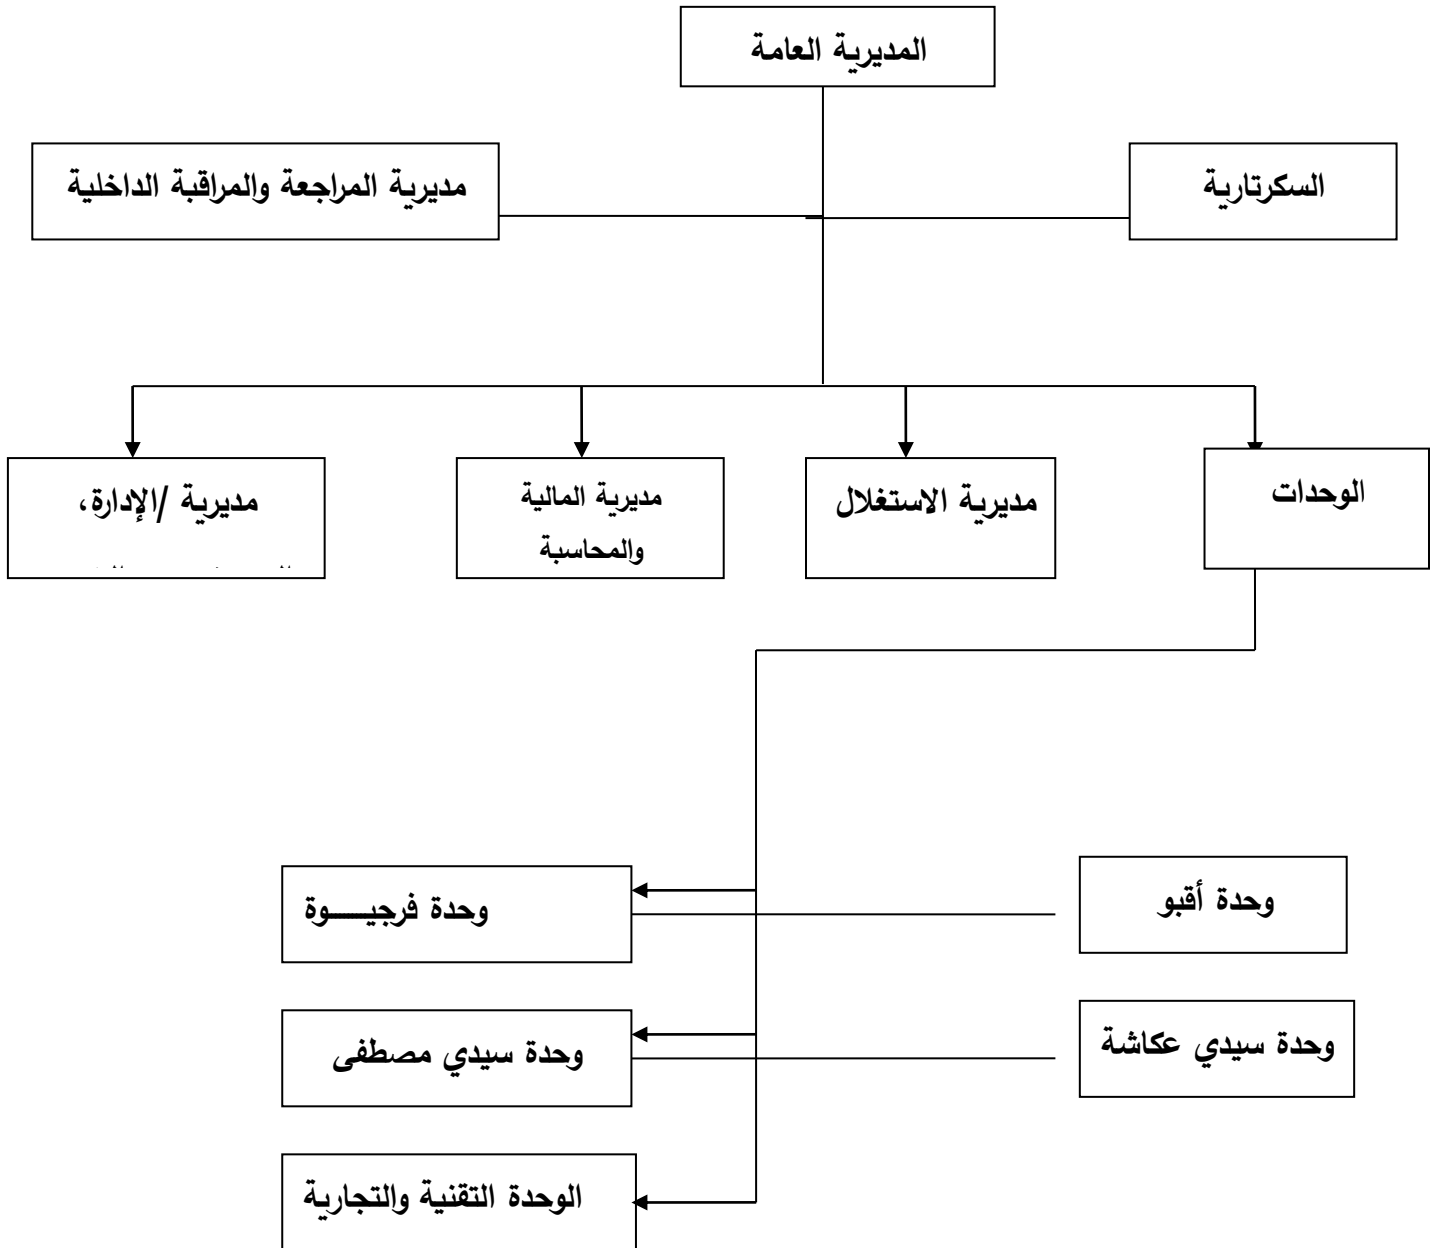 المديرية العامة
السكرتارية
مديرية المراجعة والمراقبة الداخلية
الوحدات
مديرية الاستغلال
مديرية المالية
والمحاسبة
مديرية /الإدارة،
وحدة أقبو
وحدة فرجيـــــوة
وحدة سيدي عكاشة
وحدة سيدي مصطفى
الوحدة التقنية والتجارية